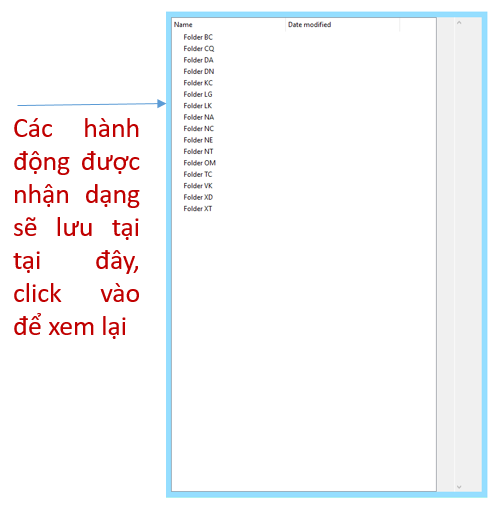 Các hành
động được
nhận dạng
sẽ lưu tại
tại đây,
click vào
để xem lại
Name Date modified
Folder BC
Folder CQ
Folder DA
Folder DN
Folder KC
Folder LG
Folder LK
Folder NA
Folder NC
Folder NE
Folder NT
Folder OM
Folder TC
Folder VK
Folder XD
Folder XT